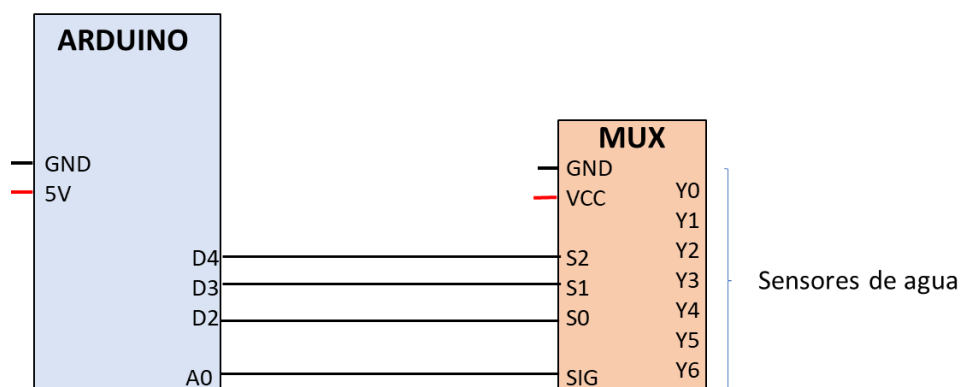 ARDUINO
GND
5V
D4
D3
D2
A0
MUX
GND
VCC
S2
S1
S0
SIG
Y0
Y1
Y2
Y3
Y4
Y5
Y6
Sensores de agua